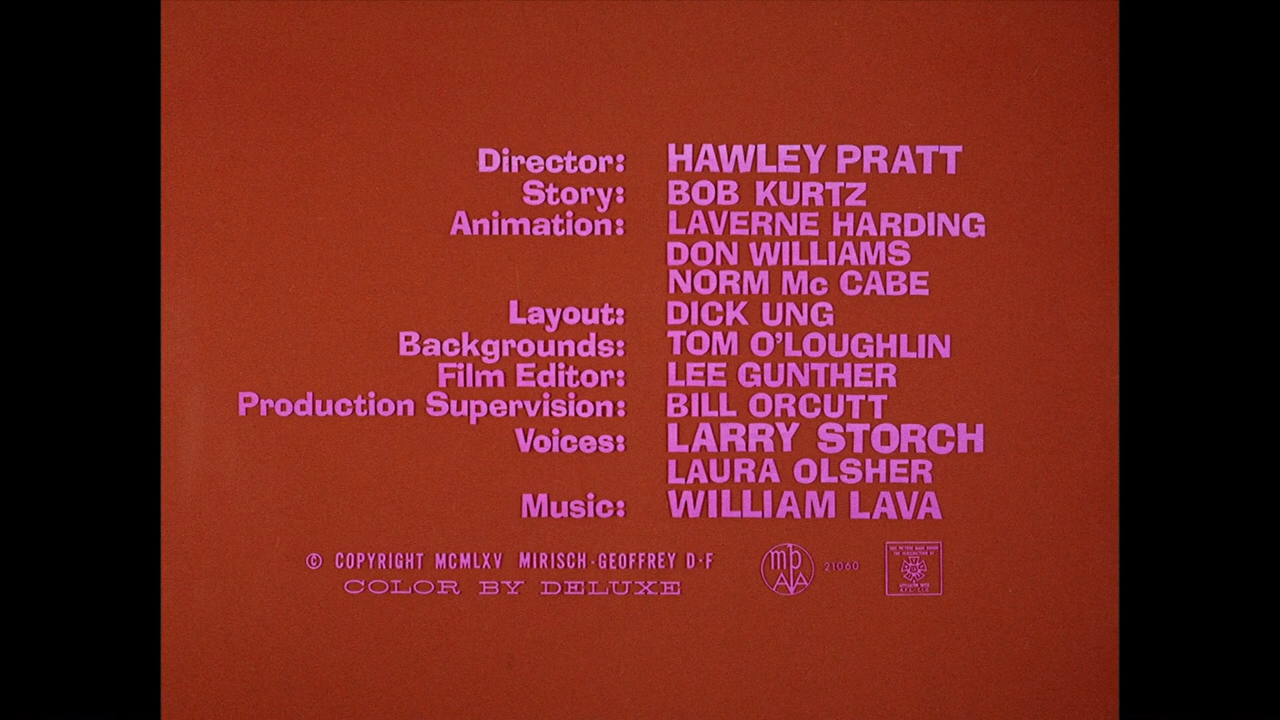 Director: HAWLEY PRATT
Story: BOB KURTZ
Animation: LAVERNE HARDING
DON WILLIAMS
NORM Mc CABE
Layout: DICK UNG
Backgrounds: TOM O'LOUGHLIN
Film Editor: LEE GUNTHER
Production Supervision: BILL ORCUTT
Voices: LARRY STORCH
LAURA OLSHER
Music: WILLIAM LAVA
© COPYRIGHT MCMLXV MIRISCH-GEOFFREY D-F
COLOR BY DELUXE
mpAA
21060